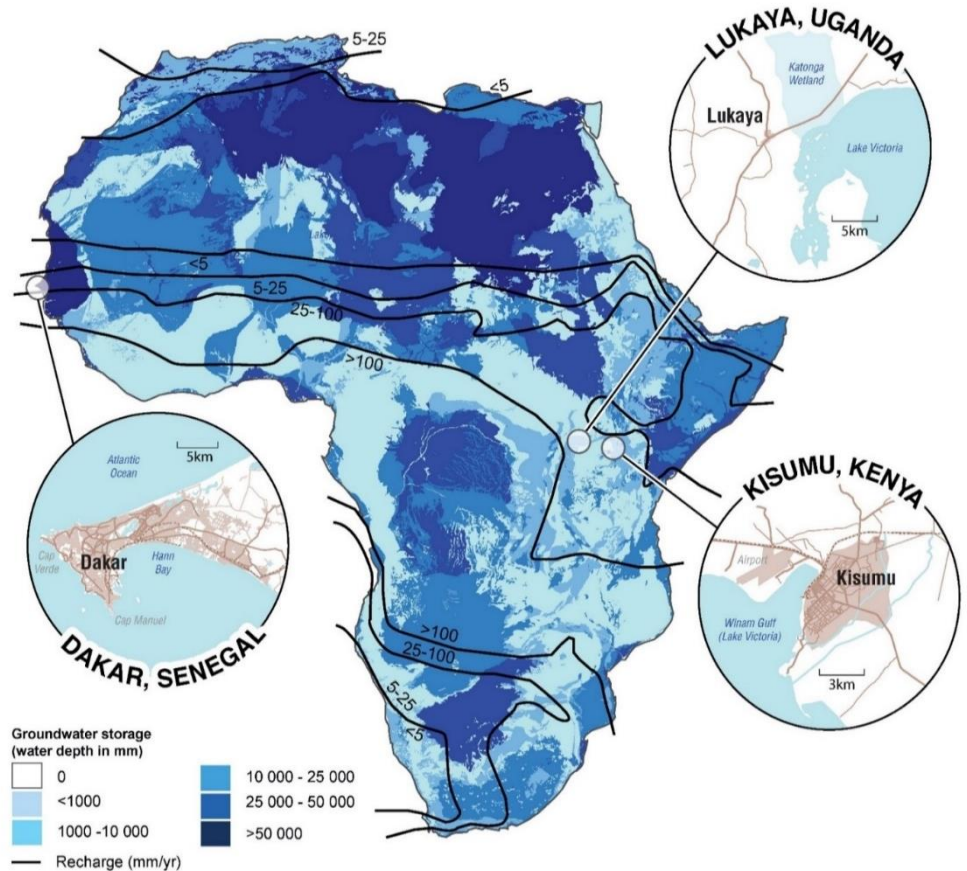 5-25
<5
LUKAYA, UGANDA
Katonga
Wetland
Lukaya
Lake Victoria
5km
<5
5-25
25-100
>100
5km
Atlantic
Ocean
Cap
Verde
Dakar
Hann
Bay
Cap Manuel
DAKAR, SENEGAL
KISUMU, KENYA
Airport
Kisumu
Winam Gulf
(Lake Victoria)
3km
>100
25-100
5-25
<5
Groundwater storage
(water depth in mm)
0
<1000
1000 -10 000
10 000 - 25 000
25 000 - 50 000
>50 000
Recharge (mm/yr)